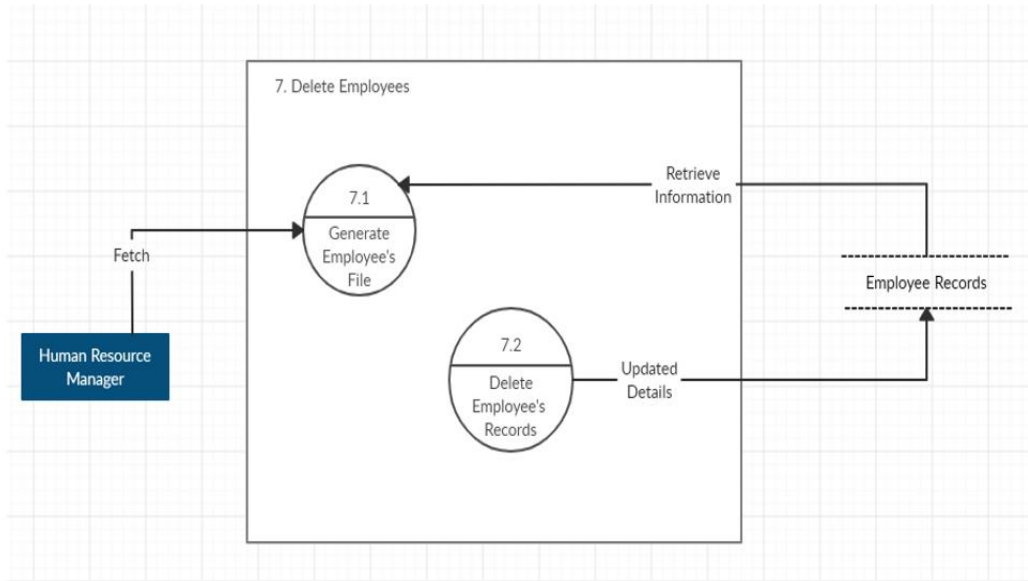 7. Delete Employees
Retrieve
Information
7.1
Generate
Employee's
File
Fetch
Employee Records
7.2
Delete
Employee's
Records
Human Resource
Manager
Updated
Details